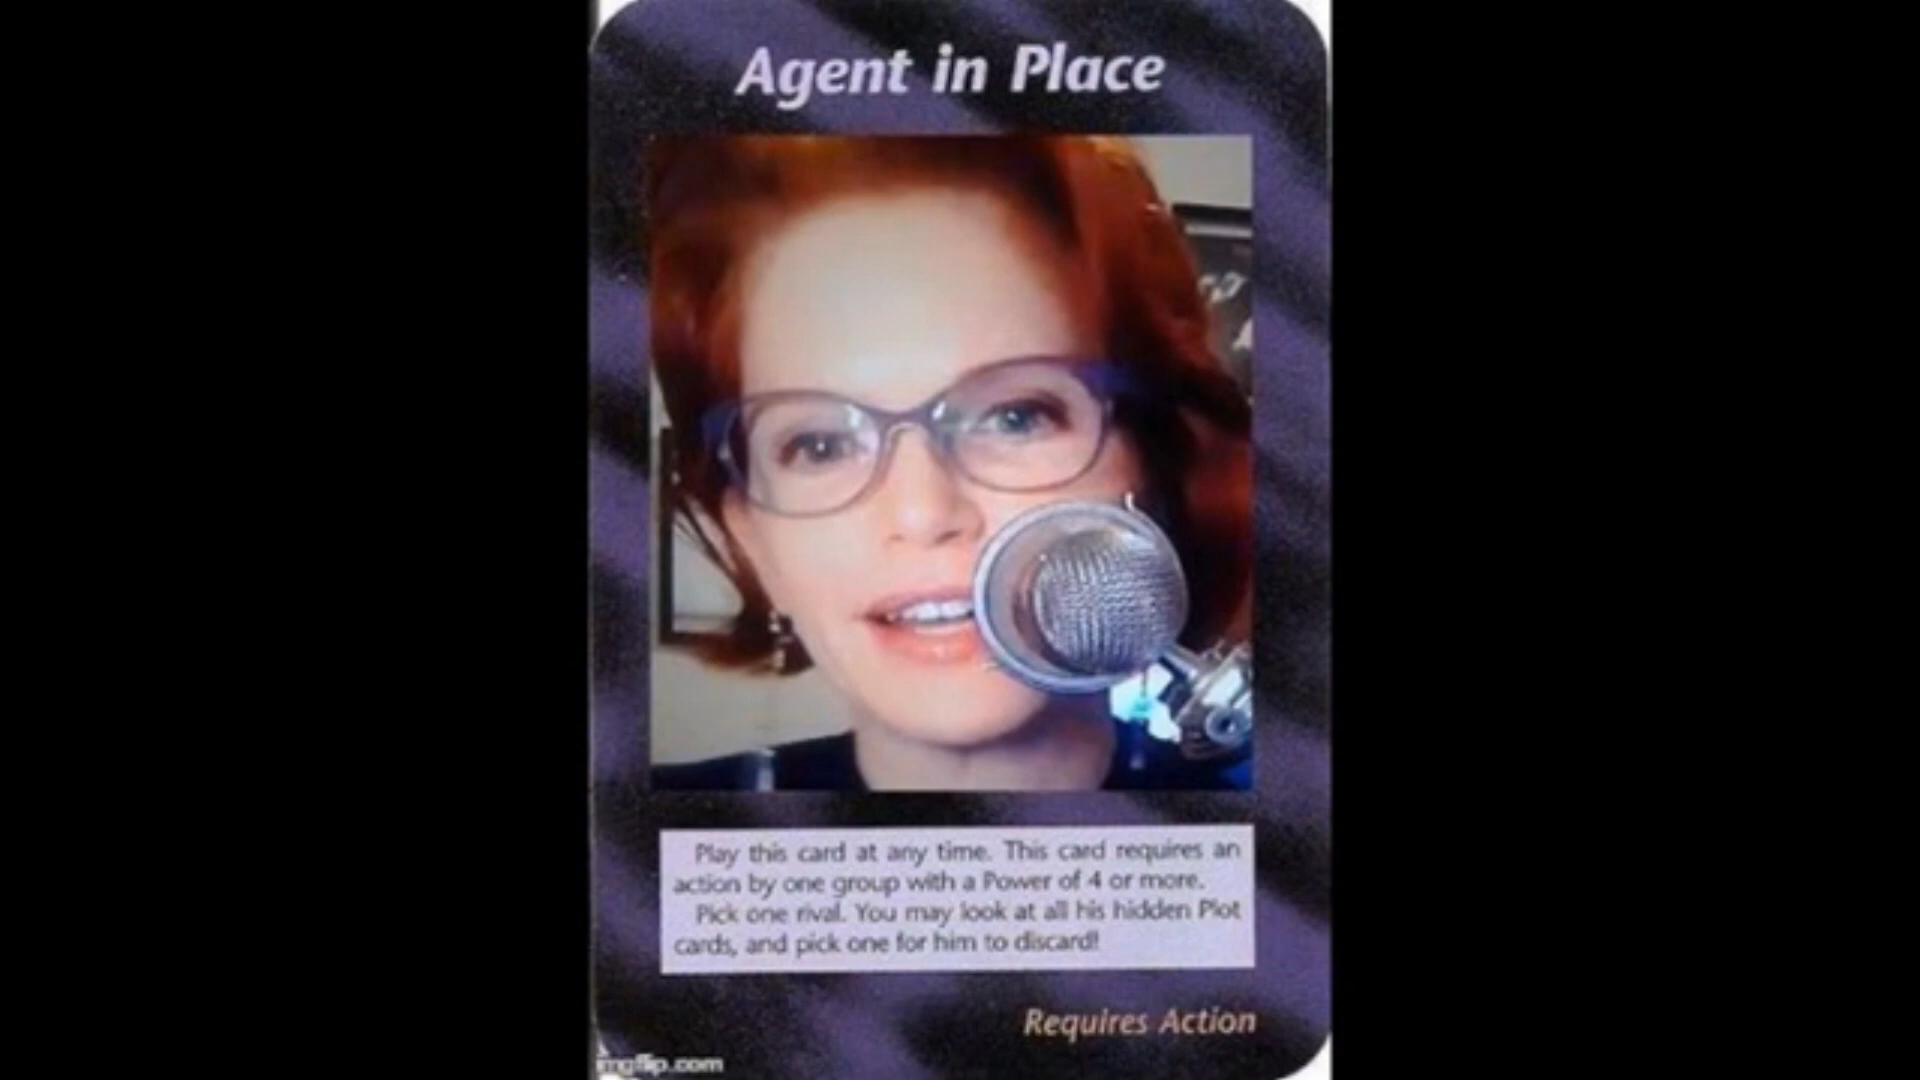 Agent in Place
Play this card at any time. This card requires an
action by one group with a Power of 4 or more.
Pick one rival. You may look at all his hidden Plot
cards, and pick one for him to discard!
Requires Action
imgflip.com